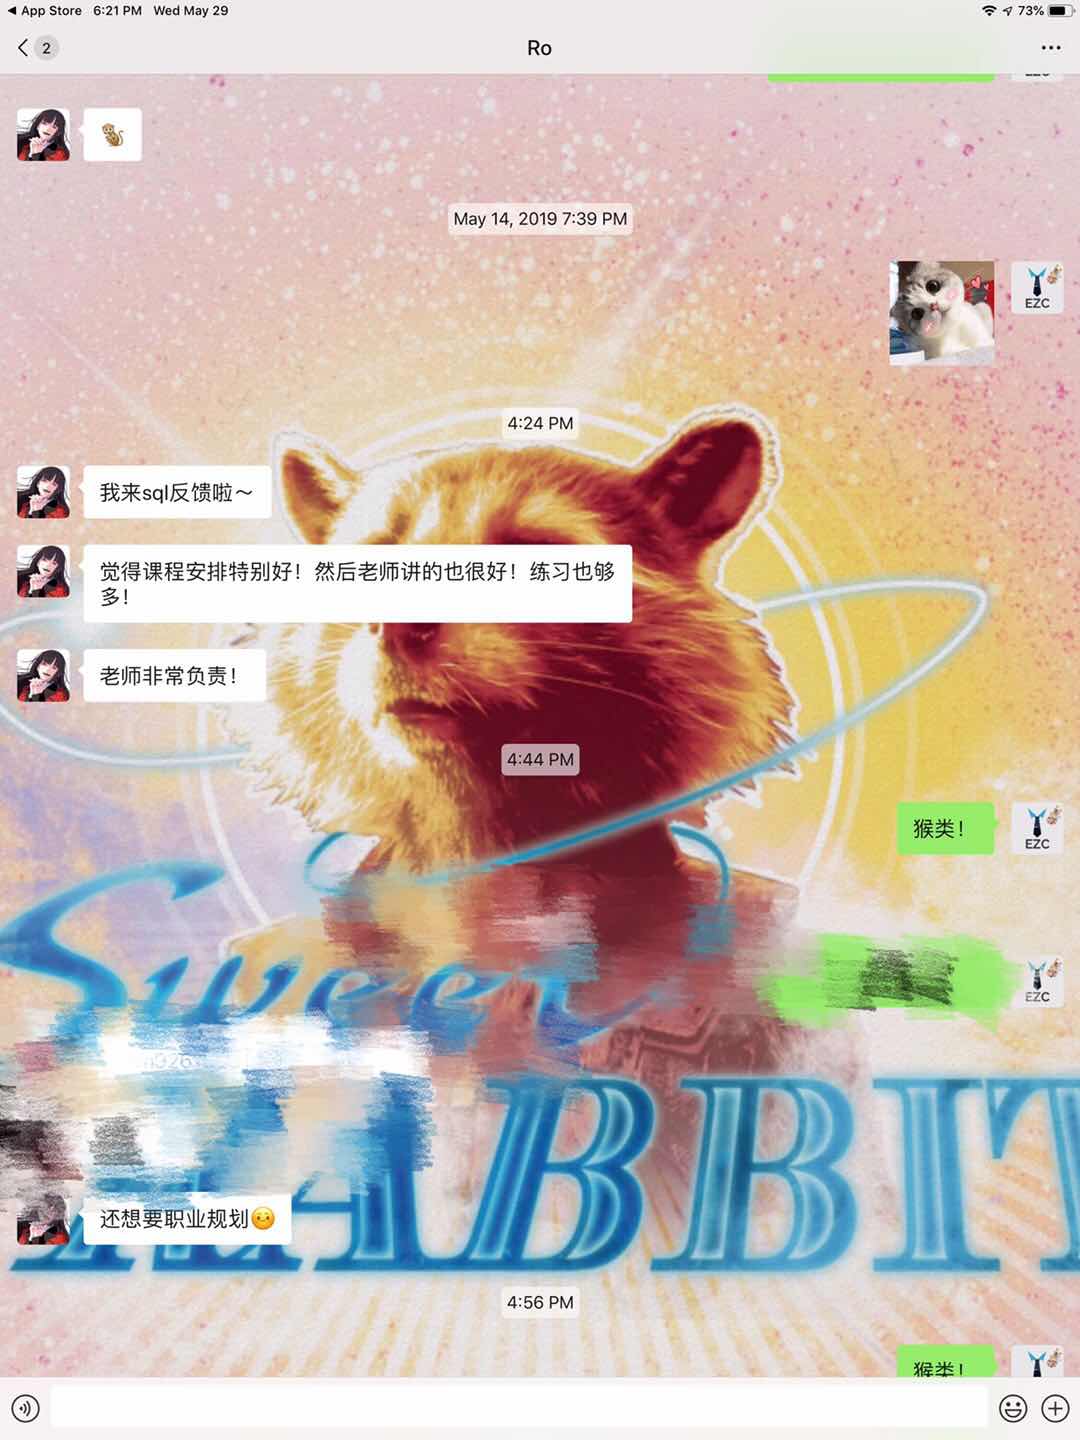 App Store 6:21 PM Wed May 29 73%
2 Ro
May 14, 2019 7:39 PM
EZC
4:24 PM
我来sql反馈啦～
觉得课程安排特别好！然后老师讲的也很好！练习也够
多！
老师非常负责！
4:44 PM
猴类！
EZC
Sweet
EZC
RABBIT
还想要职业规划
4:56 PM
猴类！